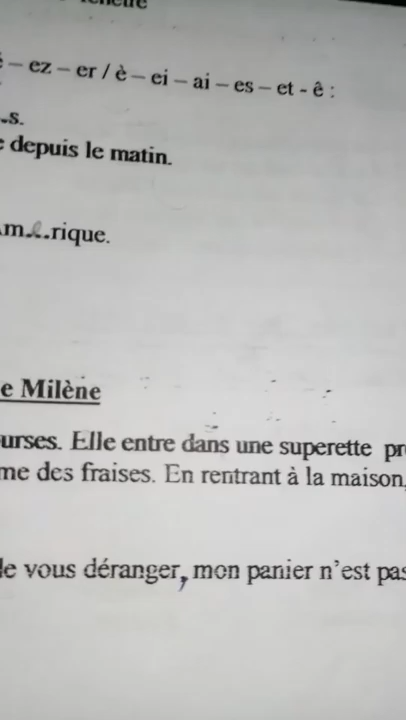 – ez – er / è – ei – ai – es – et - ê :
s.
depuis le matin.
rique.
e Milène
urses. Elle entre dans une superette pr
me des fraises. En rentrant à la maison,
le vous déranger, mon panier n'est pas